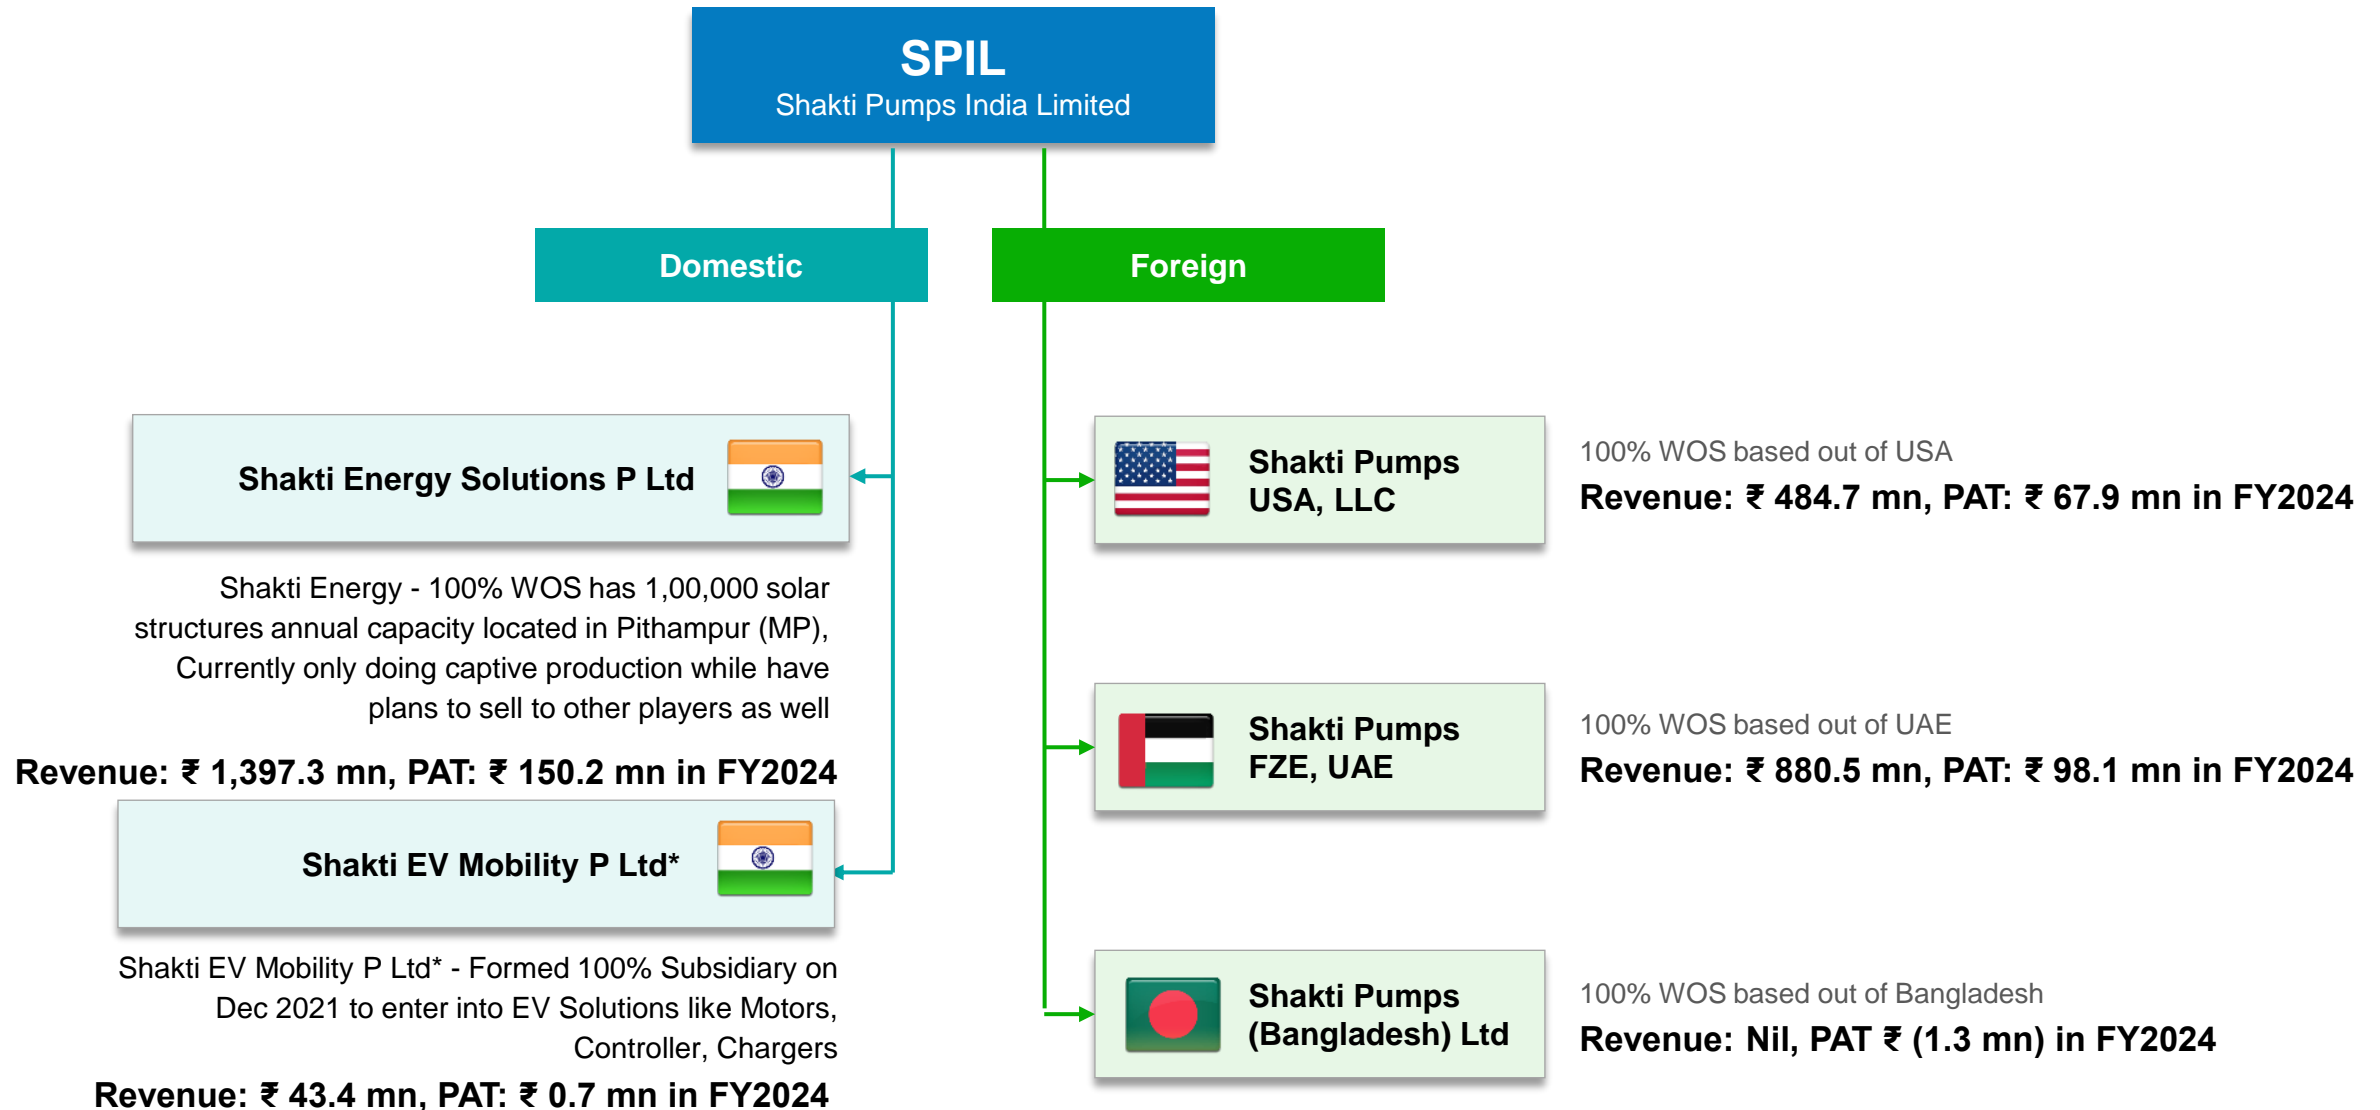 SPIL
Shakti Pumps India Limited
Domestic
Foreign
Shakti Energy Solutions P Ltd
Shakti Energy - 100% WOS has 1,00,000 solar
structures annual capacity located in Pithampur (MP),
Currently only doing captive production while have
plans to sell to other players as well
Revenue: ₹ 1,397.3 mn, PAT: ₹ 150.2 mn in FY2024
Shakti EV Mobility P Ltd*
Shakti EV Mobility P Ltd* - Formed 100% Subsidiary on
Dec 2021 to enter into EV Solutions like Motors,
Controller, Chargers
Revenue: ₹ 43.4 mn, PAT: ₹ 0.7 mn in FY2024
Shakti Pumps
USA, LLC
100% WOS based out of USA
Revenue: ₹ 484.7 mn, PAT: ₹ 67.9 mn in FY2024
Shakti Pumps
FZE, UAE
100% WOS based out of UAE
Revenue: ₹ 880.5 mn, PAT: ₹ 98.1 mn in FY2024
Shakti Pumps
(Bangladesh) Ltd
100% WOS based out of Bangladesh
Revenue: Nil, PAT ₹ (1.3 mn) in FY2024